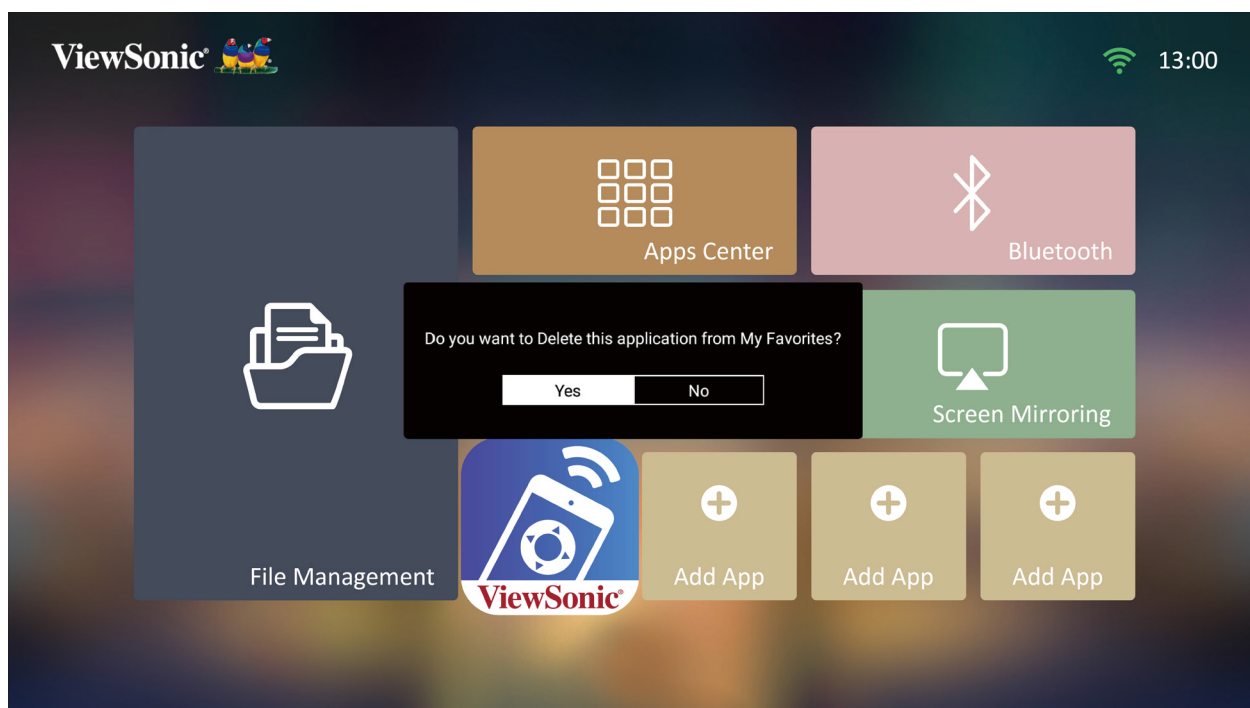 ViewSonic®
13:00
Apps Center
Bluetooth
Do you want to Delete this application from My Favorites?
Yes
No
Screen Mirroring
File Management
ViewSonic®
Add App
Add App
Add App